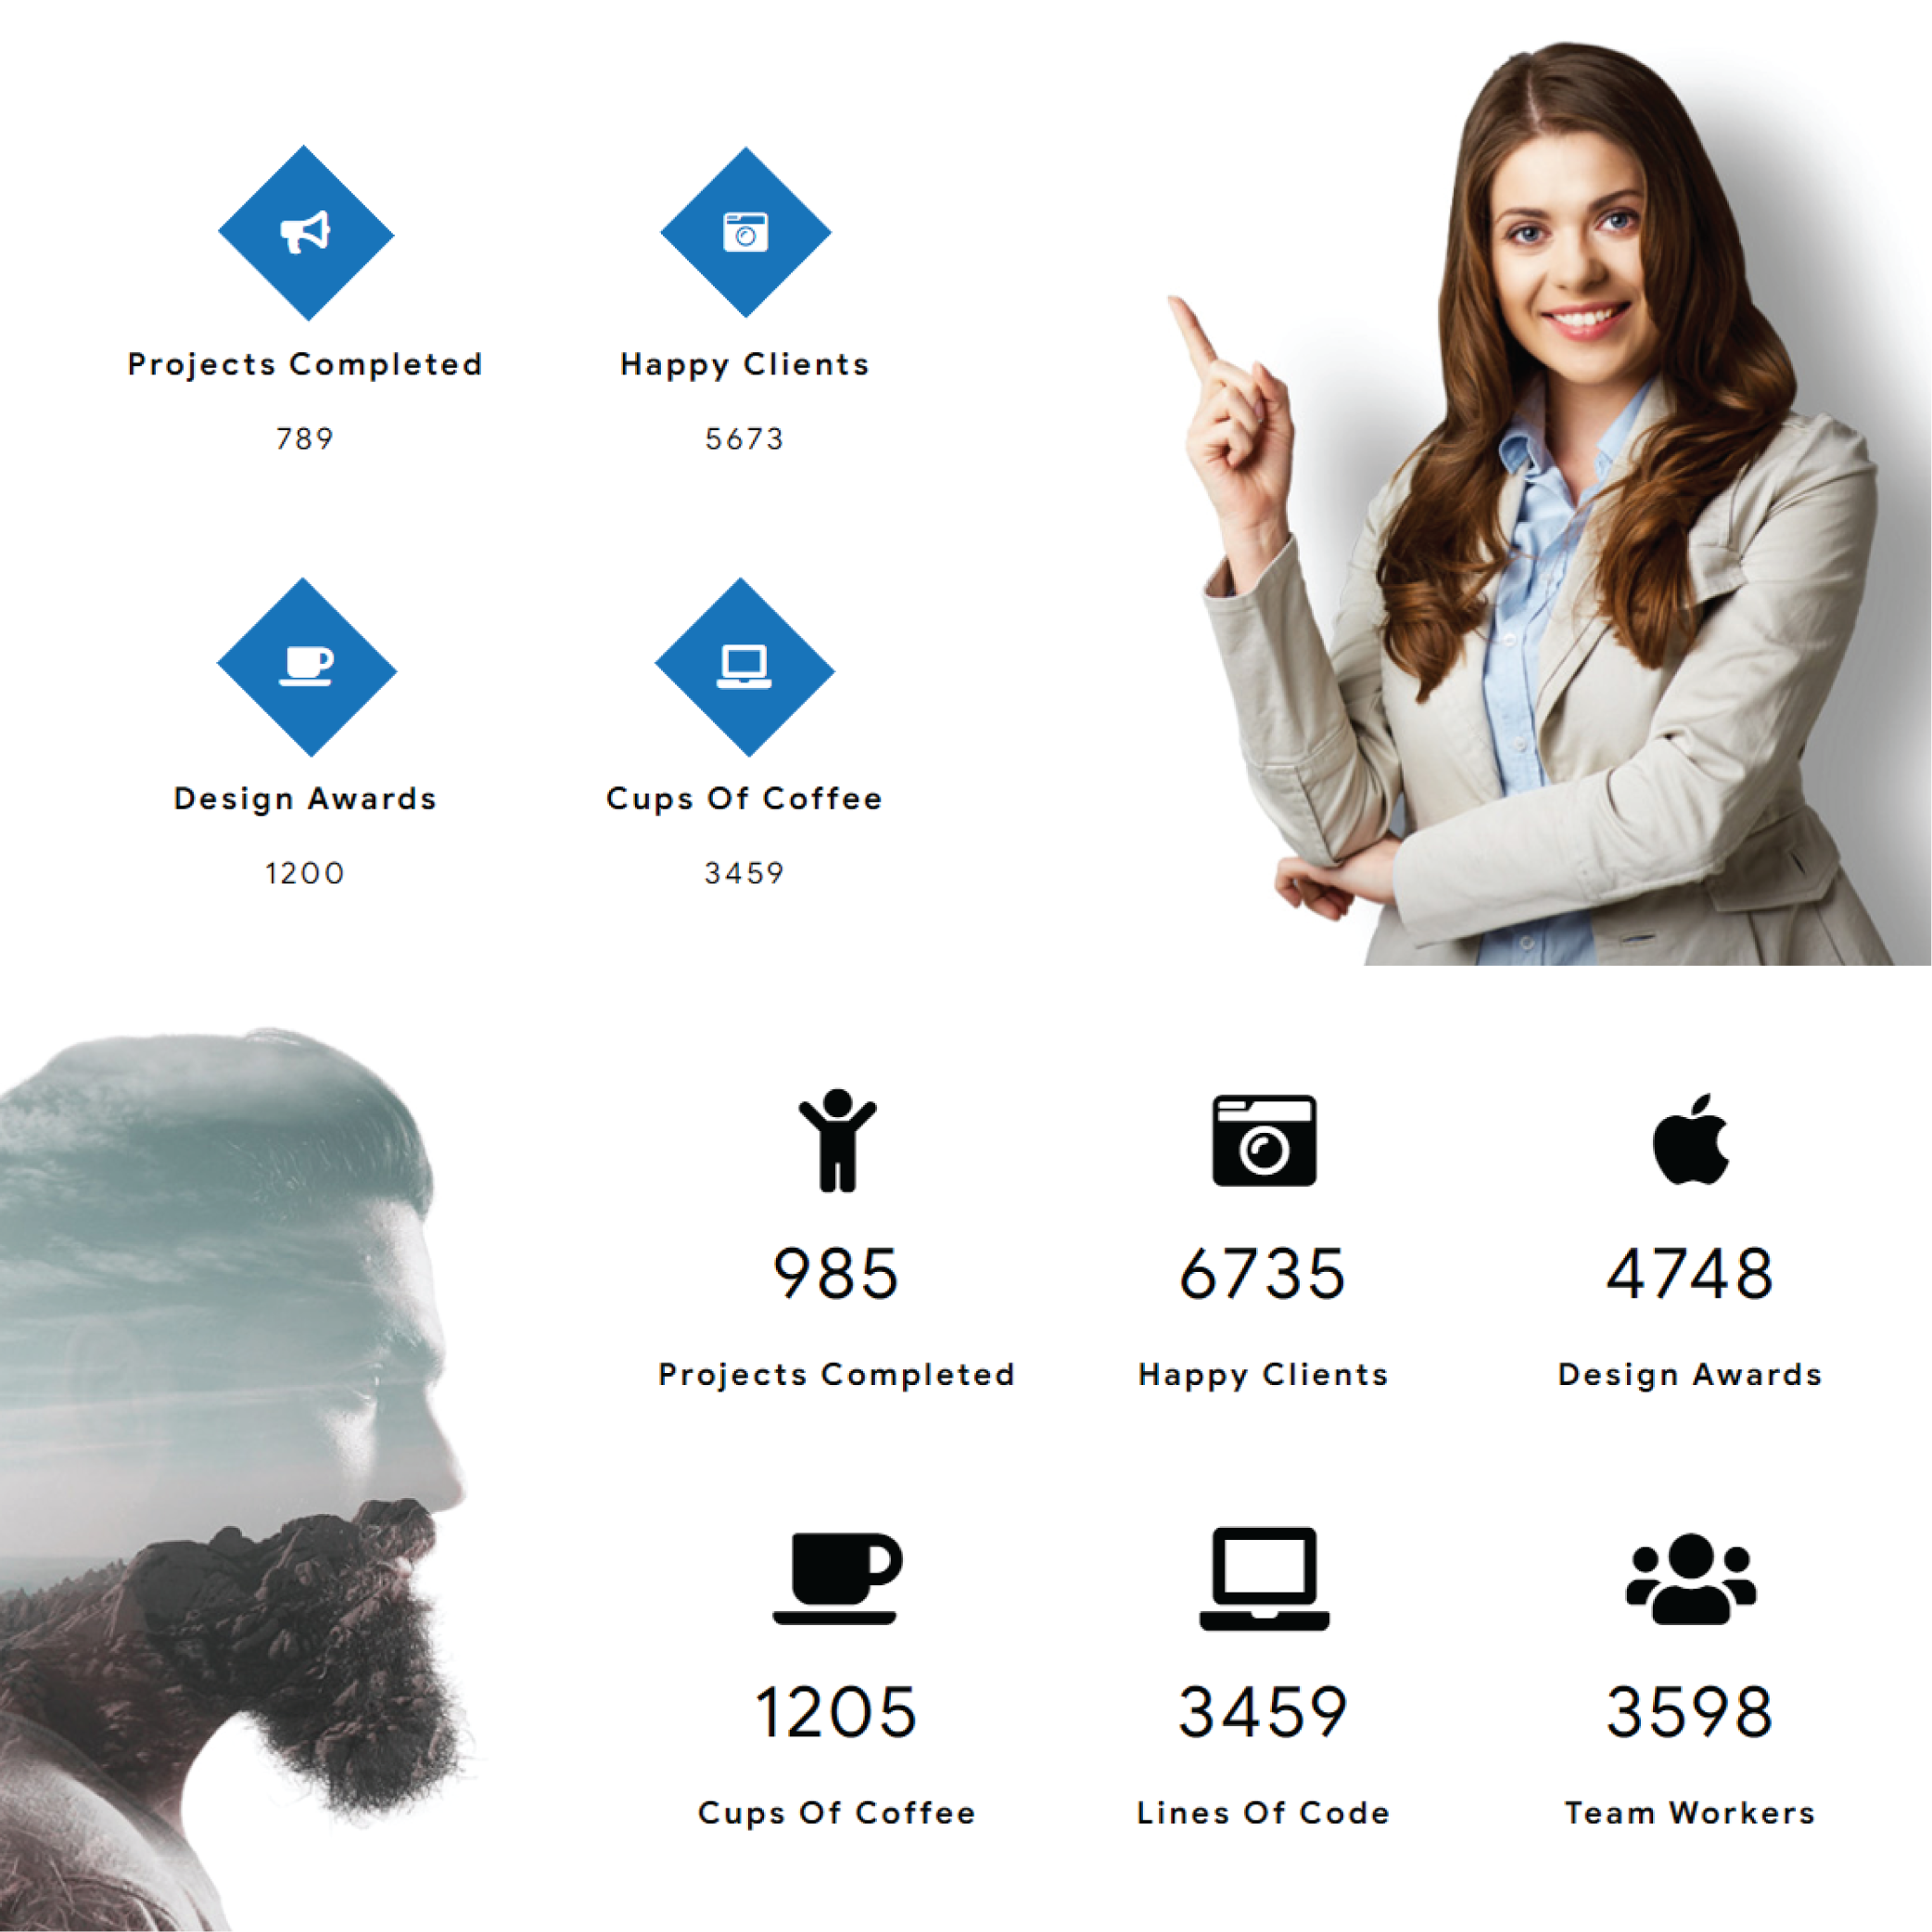 Projects Completed
Happy Clients
789
5673
Design Awards
Cups Of Coffee
1200
3459
985
6735
4748
Projects Completed
Happy Clients
Design Awards
1205
3459
3598
Cups Of Coffee
Lines Of Code
Team Workers